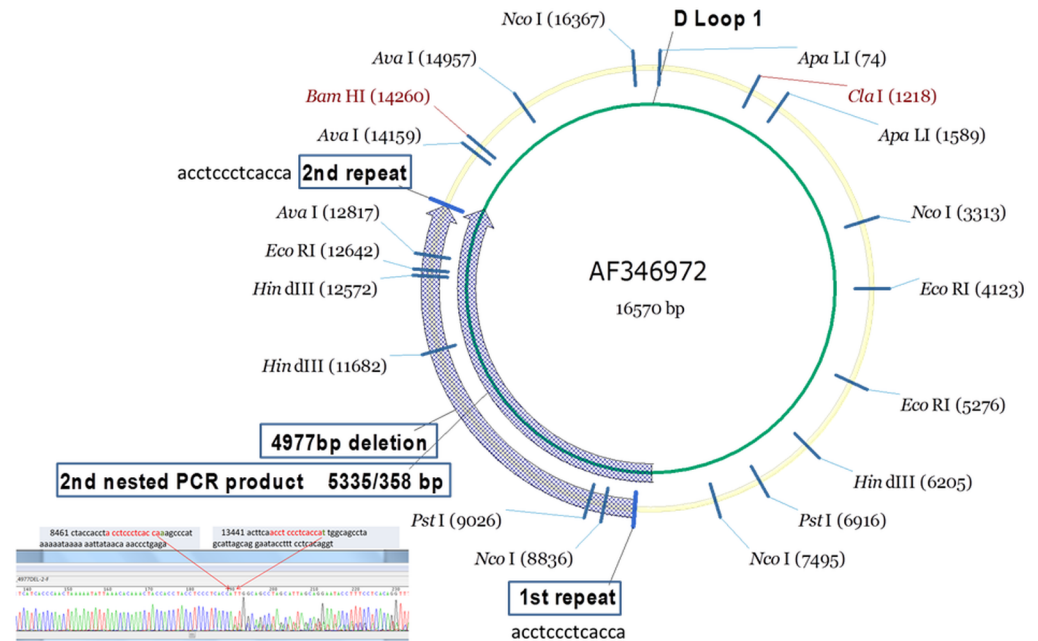 Nco I (16367)
D Loop 1
Ava I (14957)
Apa LI (74)
Bam HI (14260)
Cla I (1218)
Ava I (14159)
Apa LI (1589)
acctccctcacca 2nd repeat
Ava I (12817)
Nco I (3313)
Eco RI (12642)
AF346972
Hin dIII (12572)
Eco RI (4123)
16570 bp
Hin dIII (11682)
Eco RI (5276)
4977bp deletion
2nd nested PCR product 5335/358 bp
Hin dIII (6205)
Pst I (9026)
Pst I (6916)
Nco I (8836)
Nco I (7495)
8461 ctaccaccta cctccctcac caaagcccat
aaaaataaaa aattataaca aaccctgaga
13441 acttcaacct ccctcaccat tggcagccta
gcattagcag gaataccttt cctcacaggt
1st repeat
acctccctcacca
4977DEL-2-F